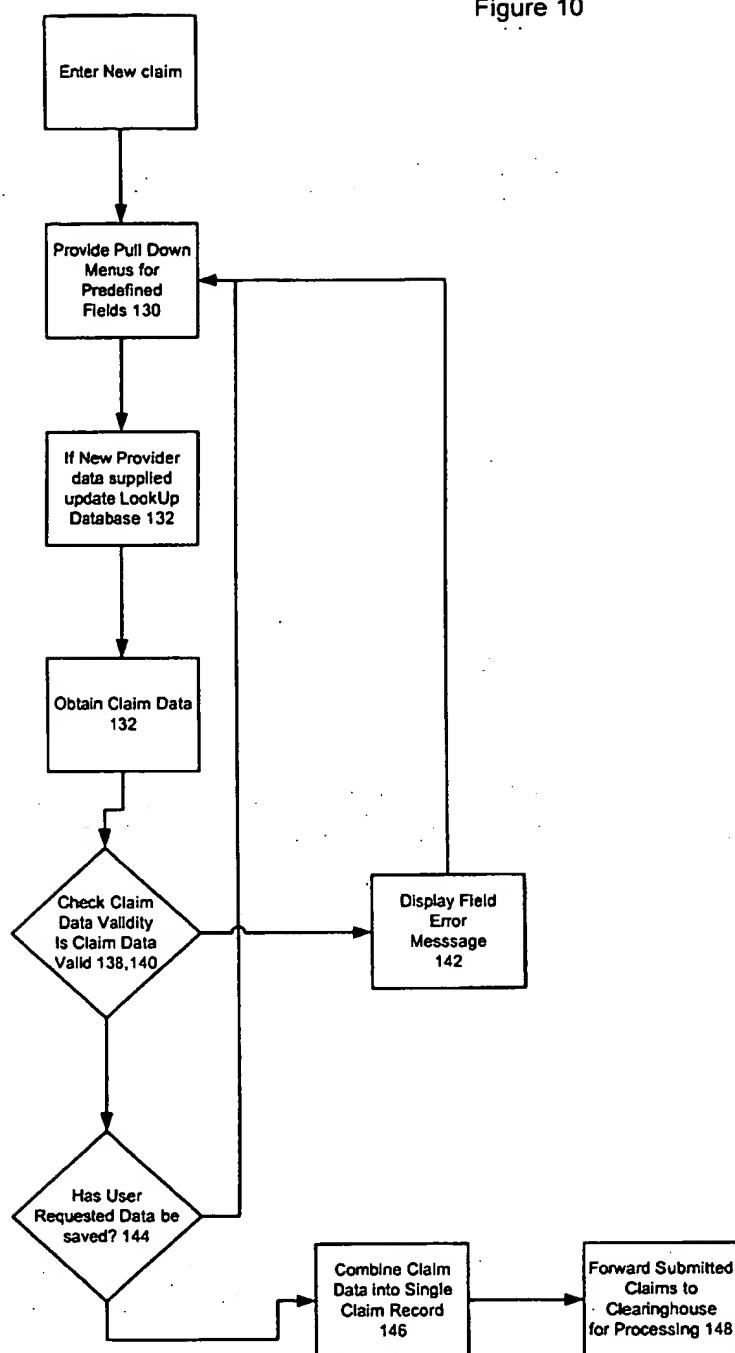 Figure 10
Enter New claim
Provide Pull Down
Menus for
Predefined
Fields 130
If New Provider
data supplied
update LookUp
Database 132
Obtain Claim Data
132
Check Claim
Data Validity
Is Claim Data
Valid 138,140
Display Field
Error
Messsage
142
Has User
Requested Data be
saved? 144
Combine Claim
Data into Single
Claim Record
146
Forward Submitted
Claims to
Clearinghouse
for Processing 148